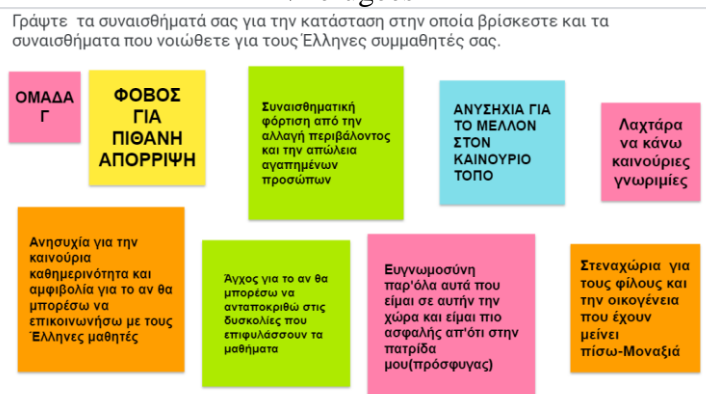 Γράψτε τα συναισθήματά σας για την κατάσταση στην οποία βρίσκεστε και τα
συναισθήματα που νοιώθετε για τους Έλληνες συμμαθητές σας.
ΟΜΑΔΑ
Γ
ΦΟΒΟΣ
ΓΙΑ
ΠΙΘΑΝΗ
ΑΠΟΡΡΙΨΗ
Συναισθηματική
φόρτιση από την
αλλαγή περιβάλοντος
και την απώλεια
αγαπημένων
προσώπων
ΑΝΥΣΗΧΙΑ ΓΙΑ
ΤΟ ΜΕΛΛΟΝ
ΣΤΟΝ
ΚΑΙΝΟΥΡΙΟ
ΤΟΠΟ
Λαχτάρα
να κάνω
καινούριες
γνωριμίες
Ανησυχία για την
καινούρια
καθημερινότητα και
αμφιβολία για το αν θα
μπορέσω να
επικοινωνήσω με τους
Έλληνες μαθητές
Άγχος για το αν θα
μπορέσω να
ανταποκριθώ στις
δυσκολίες που
επιφυλάσσουν τα
μαθήματα
Ευγνωμοσύνη
παρ'όλα αυτά που
είμαι σε αυτήν την
χώρα και είμαι πιο
ασφαλής απ'ότι στην
πατρίδα
μου(πρόσφυγας)
Στεναχώρια για
τους φίλους και
την οικογένεια
που έχουν
μείνει
πίσω-Μοναξιά